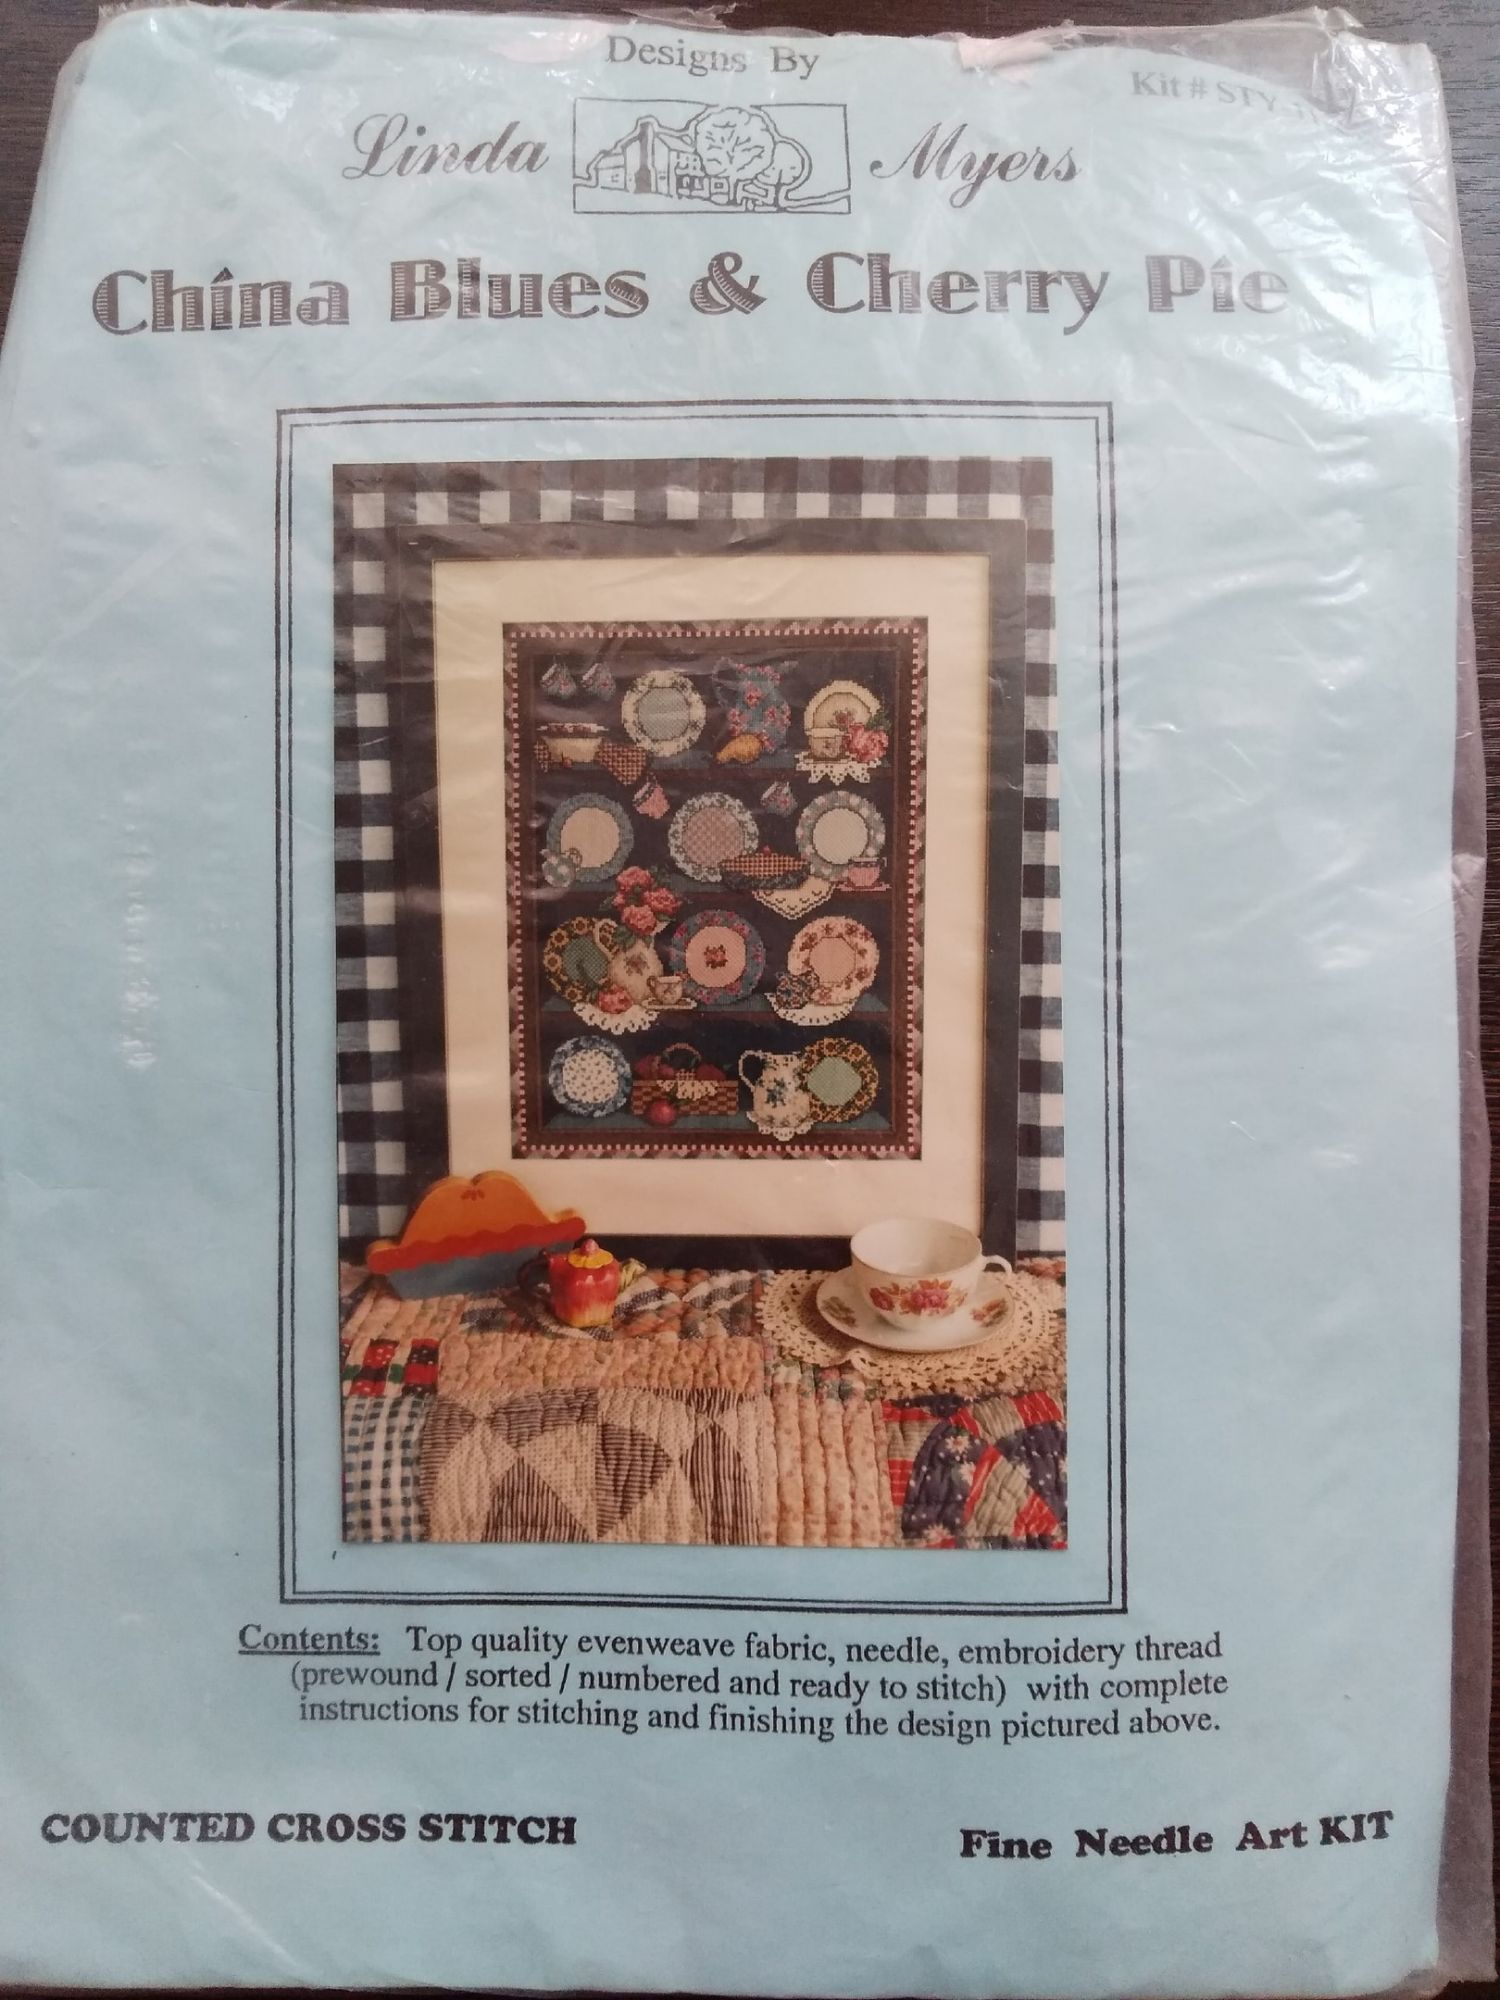 Designs By
Kit # STY
Linda Myers
China Blues & Cherry Pie
Contents: Top quality evenweave fabric, needle, embroidery thread
(prewound / sorted / numbered and ready to stitch) with complete
instructions for stitching and finishing the design pictured above.
COUNTED CROSS STITCH
Fine Needle Art KIT